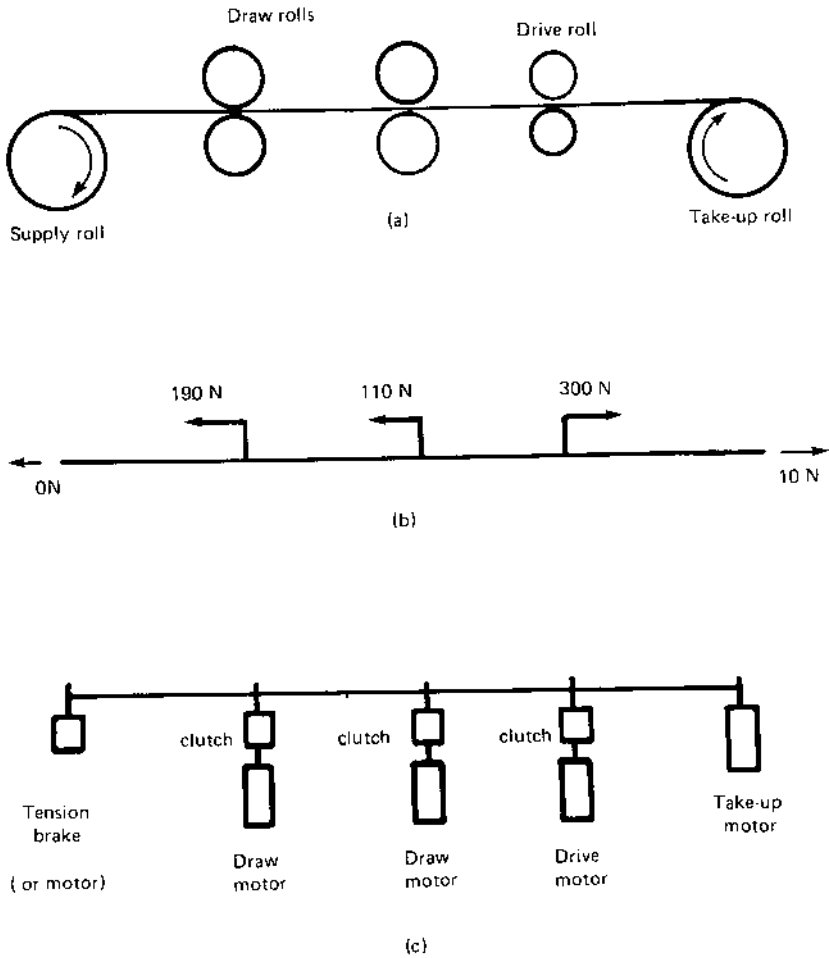 Draw rolls
Drive roll
Supply roll
(a)
Take-up roll
190 N
110 N
300 N
0N
10 N
(b)
clutch
clutch
clutch
Tension
brake
(or motor)
Draw
motor
Draw
motor
Drive
motor
Take-up
motor
(c)